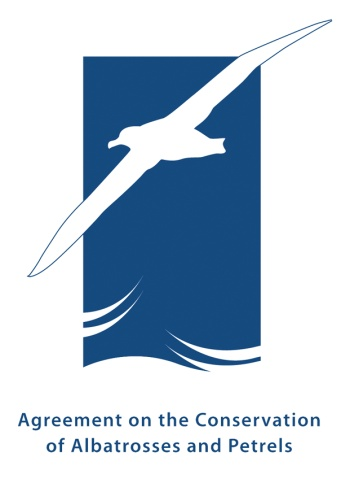 Agreement on the Conservation
of Albatrosses and Petrels